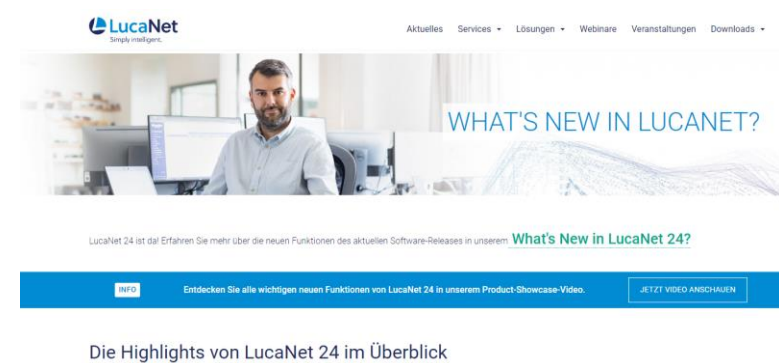 LucaNet
Simply intelligent.
Aktuelles Services Lösungen Webinare Veranstaltungen Downloads
WHAT'S NEW IN LUCANET?
LucaNet 24 ist da! Erfahren Sie mehr über die neuen Funktionen des aktuellen Software-Releases in unserem What's New in LucaNet 24?
INFO Entdecken Sie alle wichtigen neuen Funktionen von LucaNet 24 in unserem Product-Showcase-Video. JETZT VIDEO ANSCHAUEN
Die Highlights von LucaNet 24 im Überblick